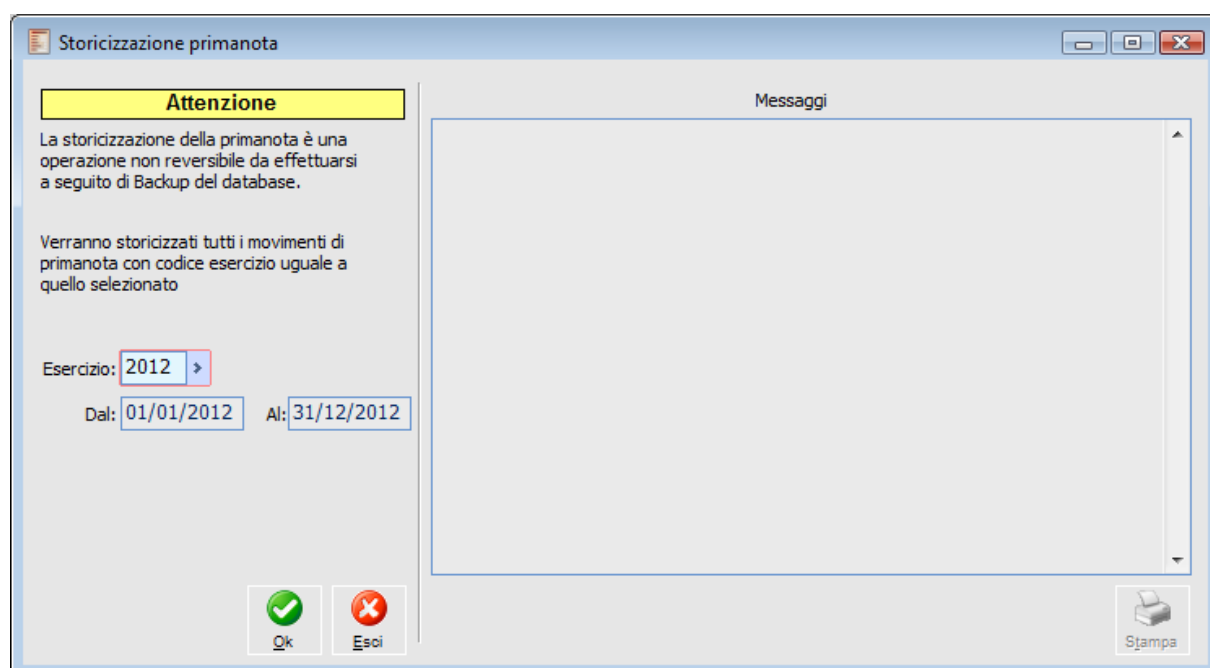 Storicizzazione primanota
Attenzione
La storicizzazione della primanota è una
operazione non reversibile da effettuarsi
a seguito di Backup del database.
Verranno storicizzati tutti i movimenti di
primanota con codice esercizio uguale a
quello selezionato
Esercizio: 2012
Dal: 01/01/2012 Al: 31/12/2012
Ok Esci
Messaggi
Stampa